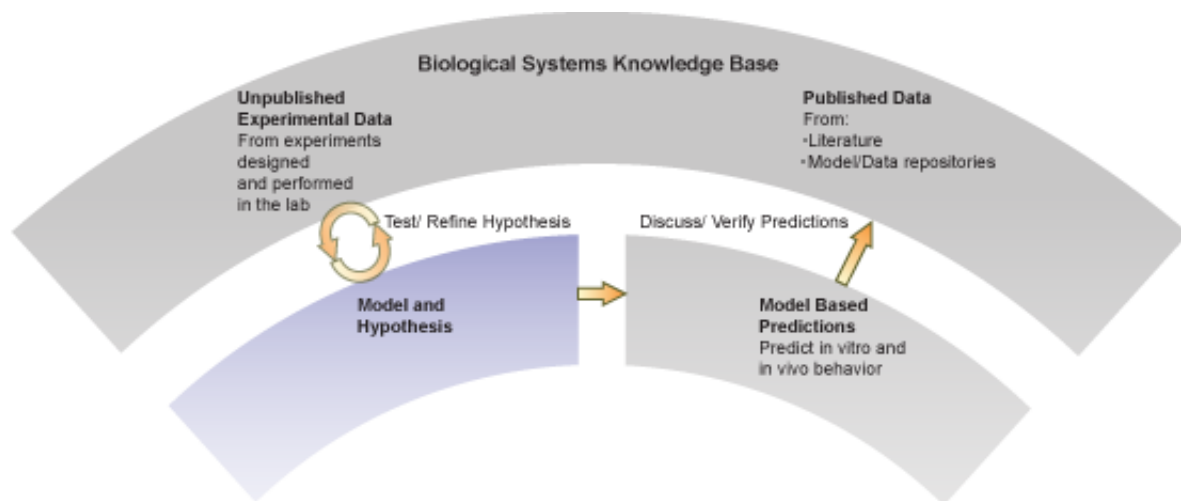 Biological Systems Knowledge Base
Unpublished
Experimental Data
From experiments
designed
and performed
in the lab
Published Data
From:
•Literature
•Model/Data repositories
Test/ Refine Hypothesis
Discuss/ Verify Predictions
Model and
Hypothesis
Model Based
Predictions
Predict in vitro and
in vivo behavior